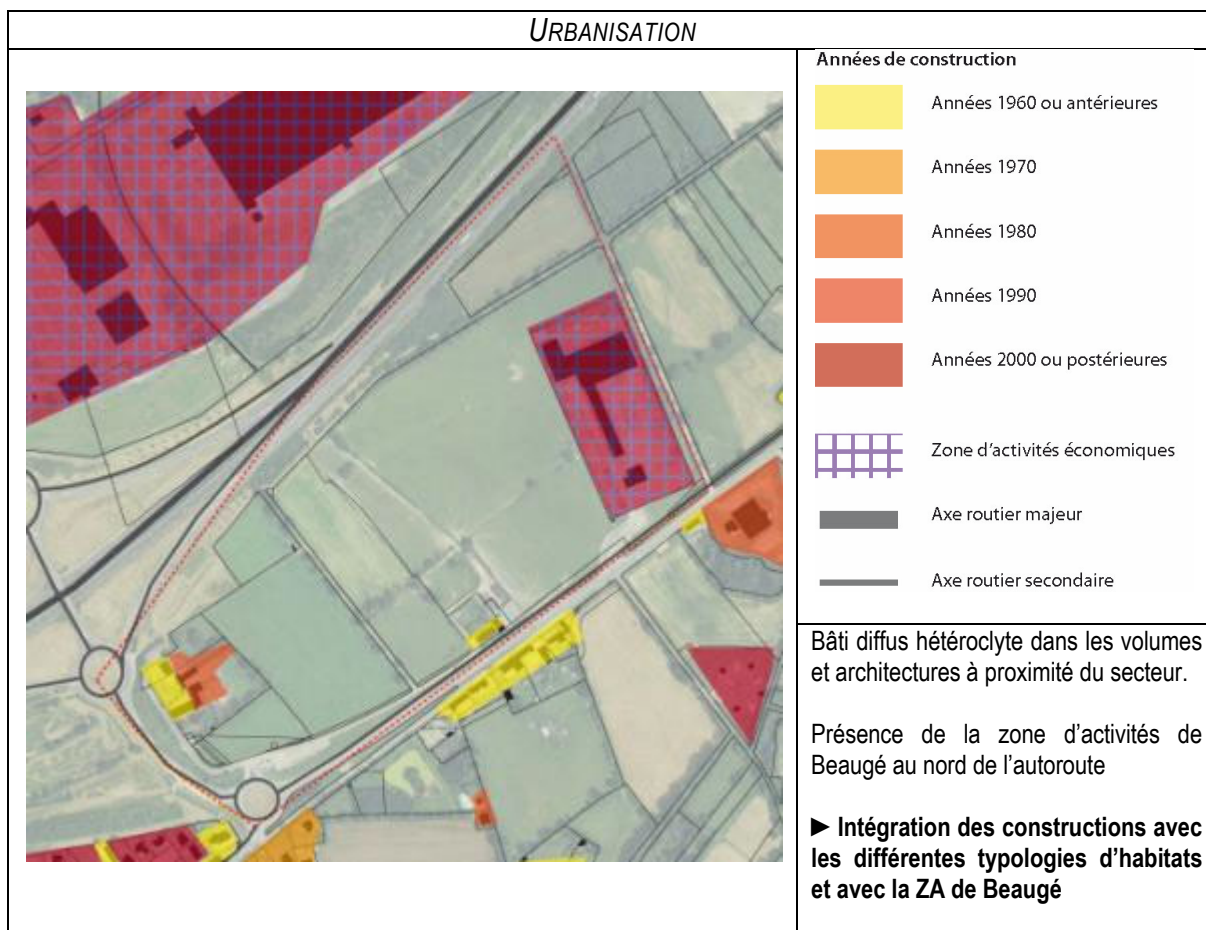 URBANISATION
Années de construction
Années 1960 ou antérieures
Années 1970
Années 1980
Années 1990
Années 2000 ou postérieures
Zone d'activités économiques
Axe routier majeur
Axe routier secondaire
Bâti diffus hétéroclyte dans les volumes
et architectures à proximité du secteur.
Présence de la zone d'activités de
Beaugé au nord de l'autoroute
► Intégration des constructions avec
les différentes typologies d'habitats
et avec la ZA de Beaugé